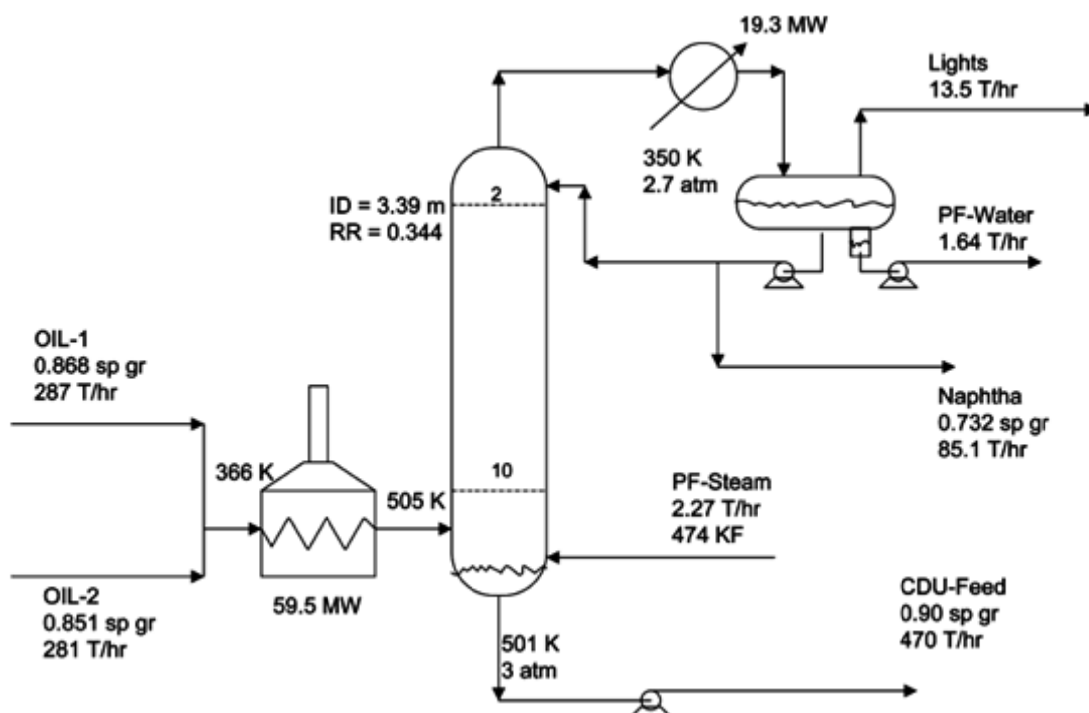 19.3 MW
Lights
13.5 T/hr
350 K
2.7 atm
2
ID = 3.39 m
RR = 0.344
PF-Water
1.64 T/hr
OIL-1
0.868 sp gr
287 T/hr
Naphtha
0.732 sp gr
85.1 T/hr
366 K
10
505 K
PF-Steam
2.27 T/hr
474 KF
OIL-2
0.851 sp gr
281 T/hr
59.5 MW
CDU-Feed
0.90 sp gr
470 T/hr
501 K
3 atm